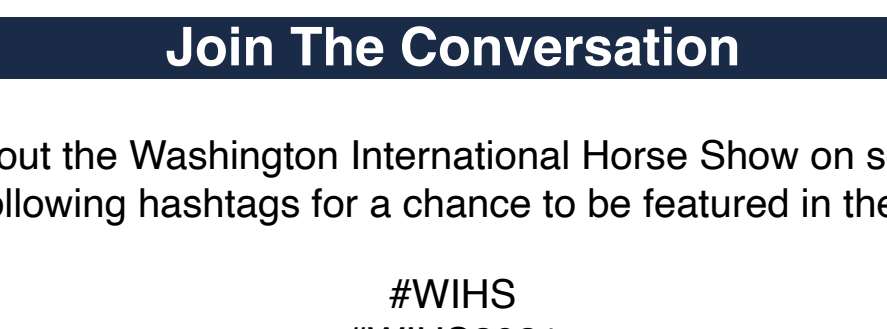 Join The Conversation
out the Washington International Horse Show on s
llowing hashtags for a chance to be featured in the
#WIHS